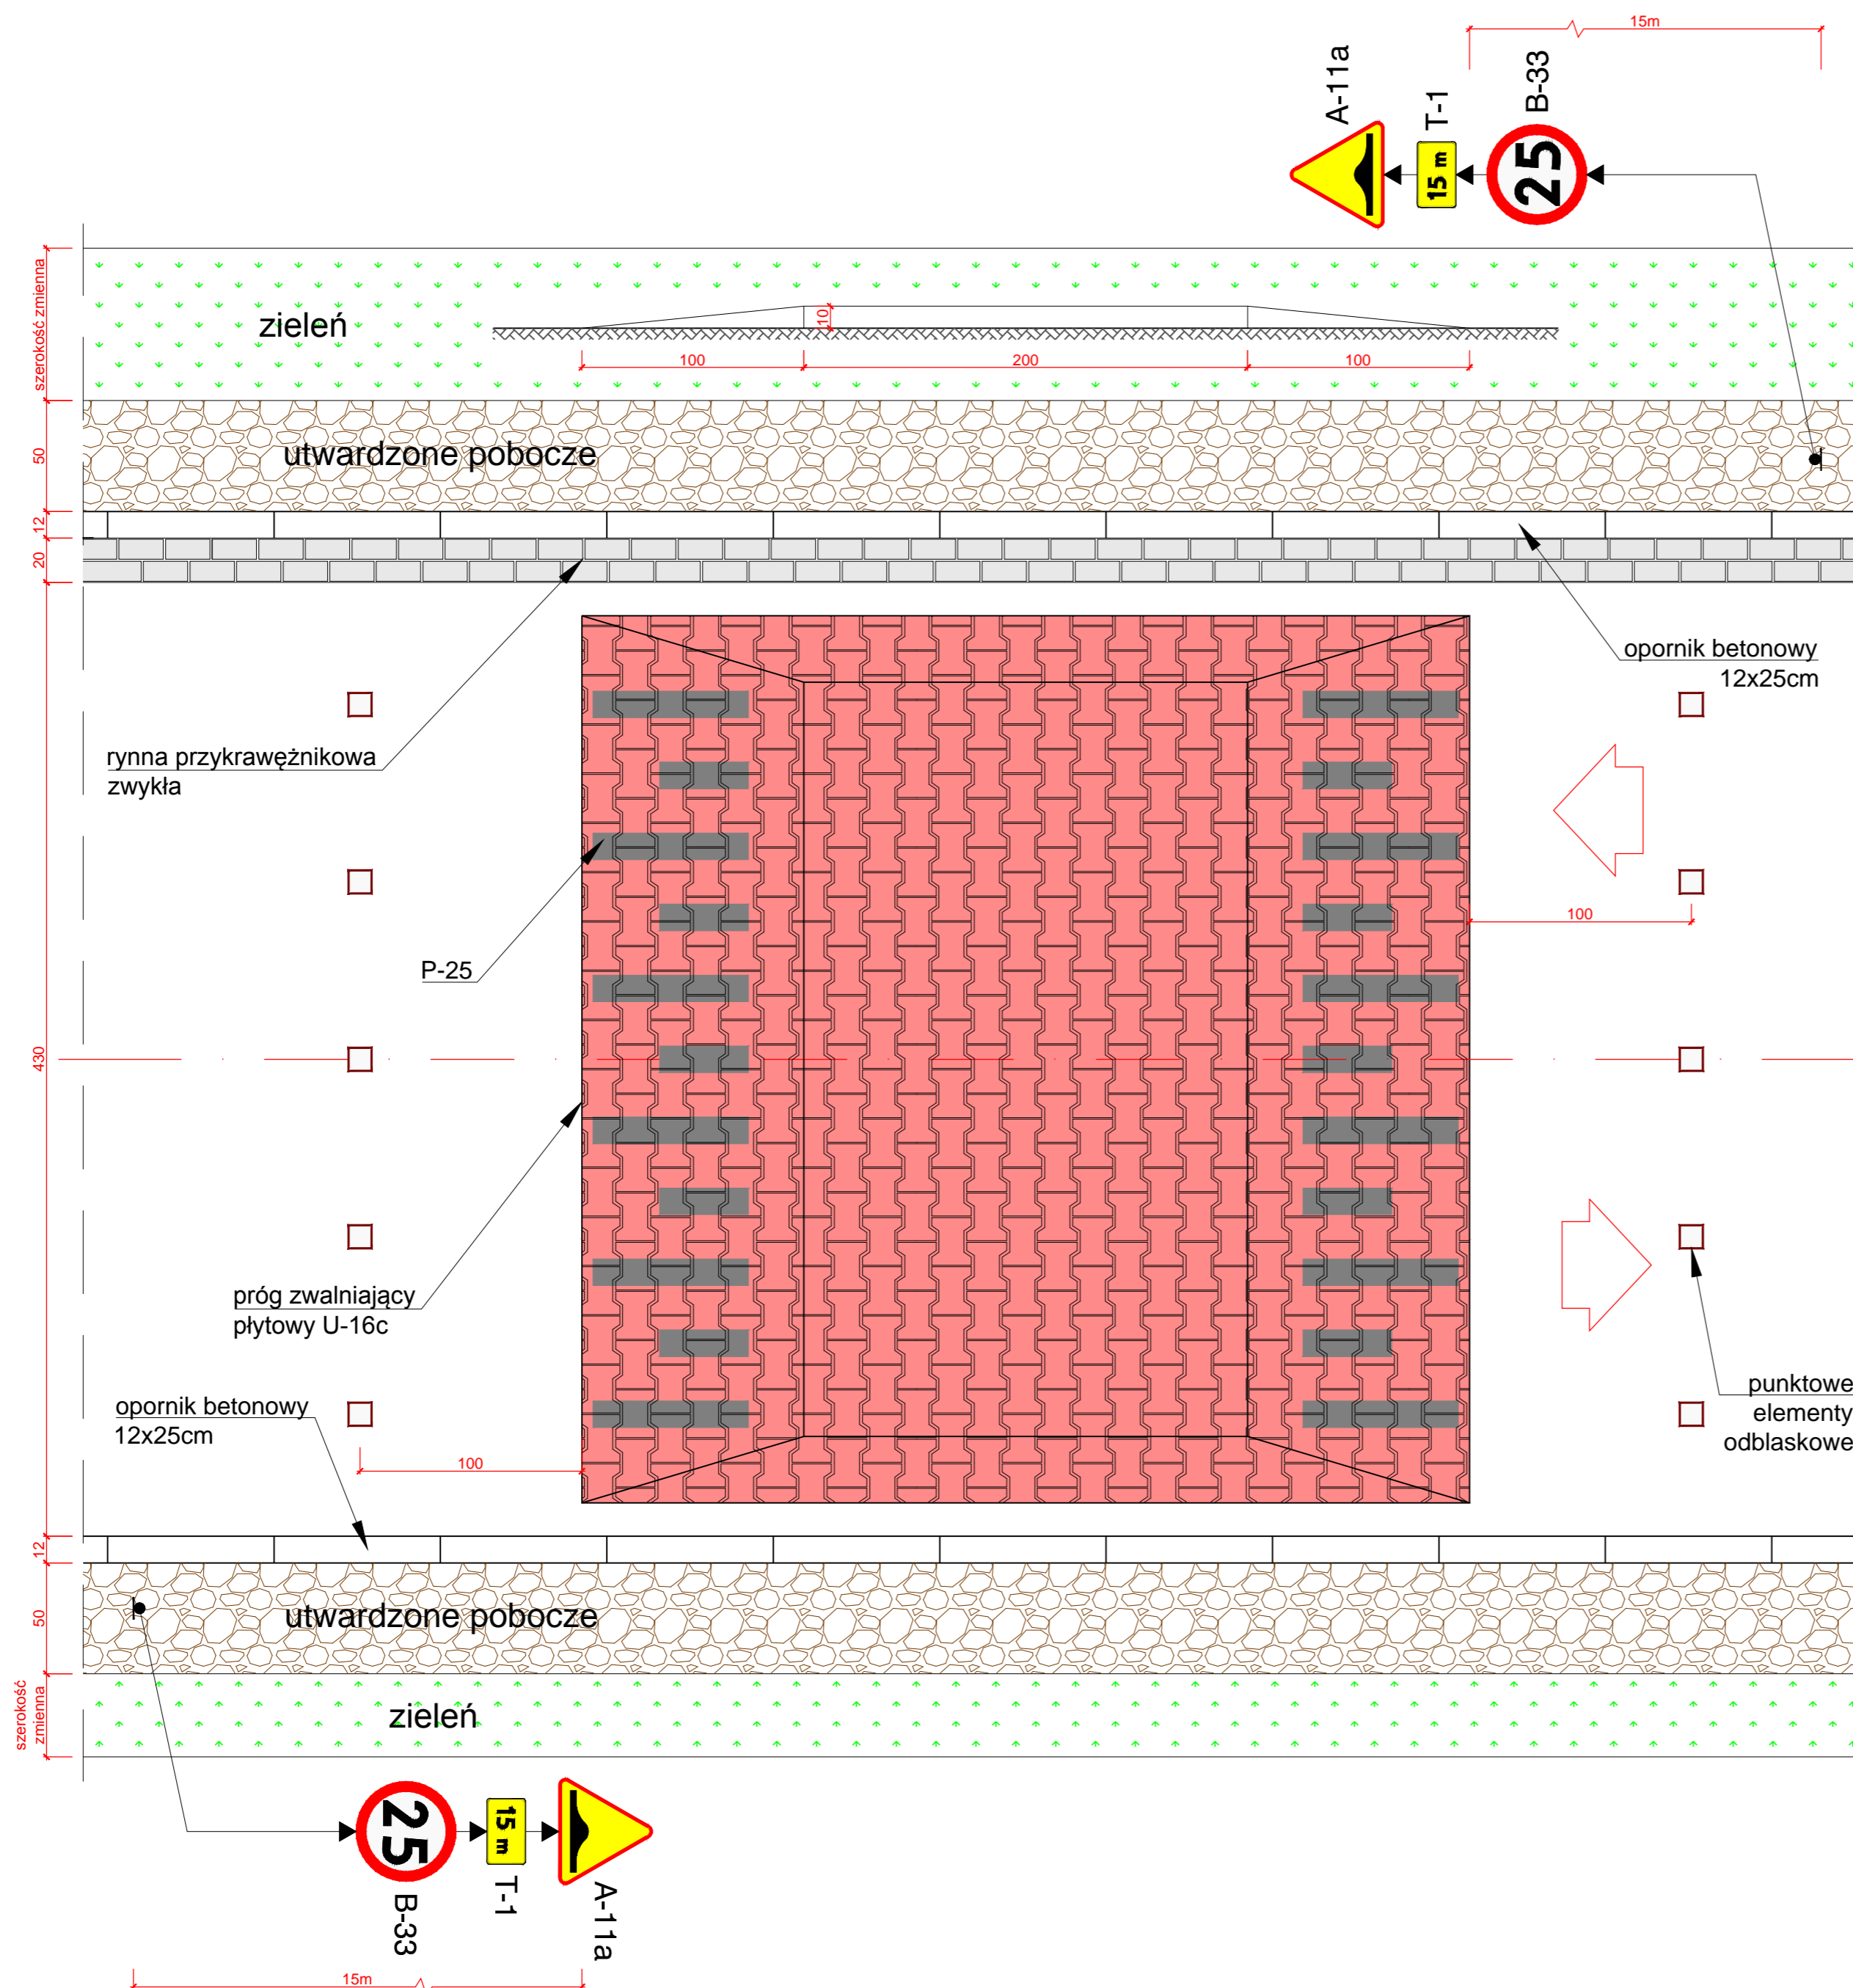 15m
A-11a
T-1
B-33
15 m
25
szerokość zmienna
zieleń
10
100
200
100
50
utwardzone pobocze
12
20
opornik betonowy
12x25cm
rynna przykrawężnikowa
zwykła
100
P-25
430
próg zwalniający
płytowy U-16c
punktowe
elementy
odblaskowe
opornik betonowy
12x25cm
100
12
50
utwardzone pobocze
szerokość
zmienna
zieleń
25
15 m
B-33
T-1
A-11a
15m